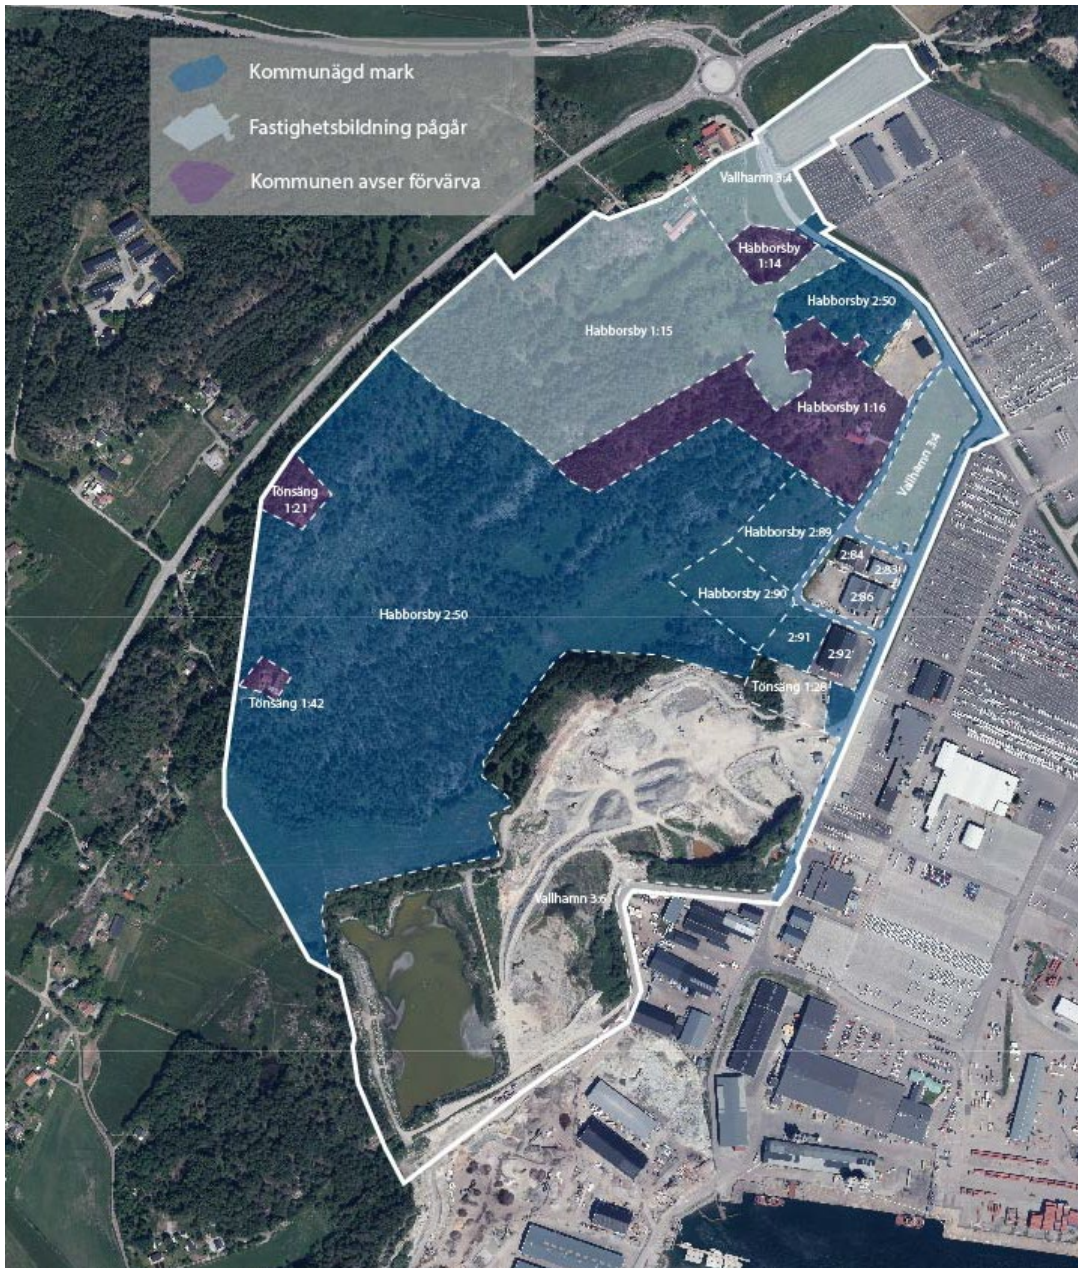 Kommunägd mark
Fastighetsbildning pågår
Kommunen avser förvärva
Vallhamn 3:4
Habborsby
1:14
Habborsby 2:50
Habborsby 1:15
Habborsby 1:16
Vallhamn 3:4
Tönsäng
1:21
Habborsby 2:89
2:84
2:83
Habborsby 2:90
2:86
Habborsby 2:50
2:91
2:92
Tönsäng 1:28
Tönsäng 1:42
Vallhamn 3:6